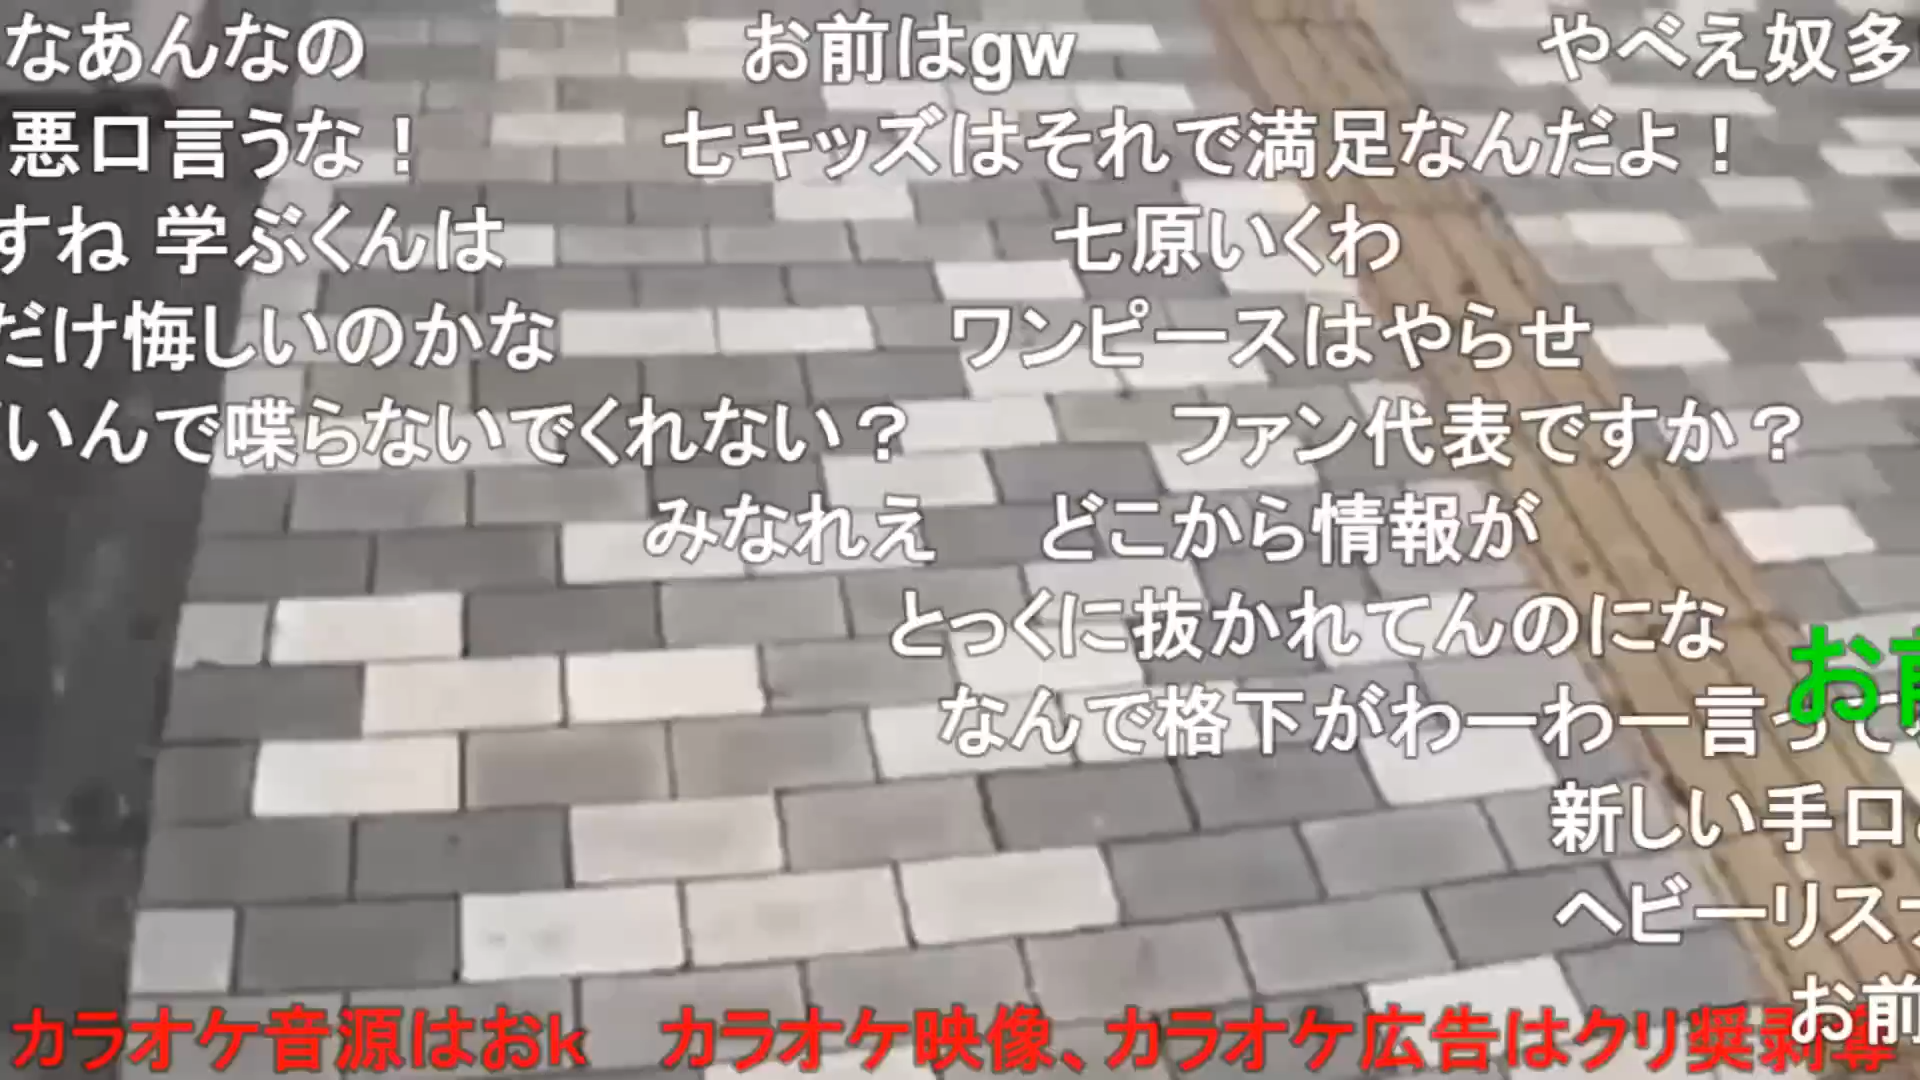 なあんなの
お前はgw
やべえ奴多
悪口言うな！
七キッズはそれで満足なんだよ！
すね 学ぶくんは
七原いくわ
だけ悔しいのかな
ワンピースはやらせ
いんで喋らないでくれない？
ファン代表ですか？
みなれえ
どこから情報が
とっくに抜かれてんのにな
お前
なんで格下がわーわー言って
新しい手口
ヘビーリスナ
お前
カラオケ音源はおk　カラオケ映像、カラオケ広告はクリ奨剥奪